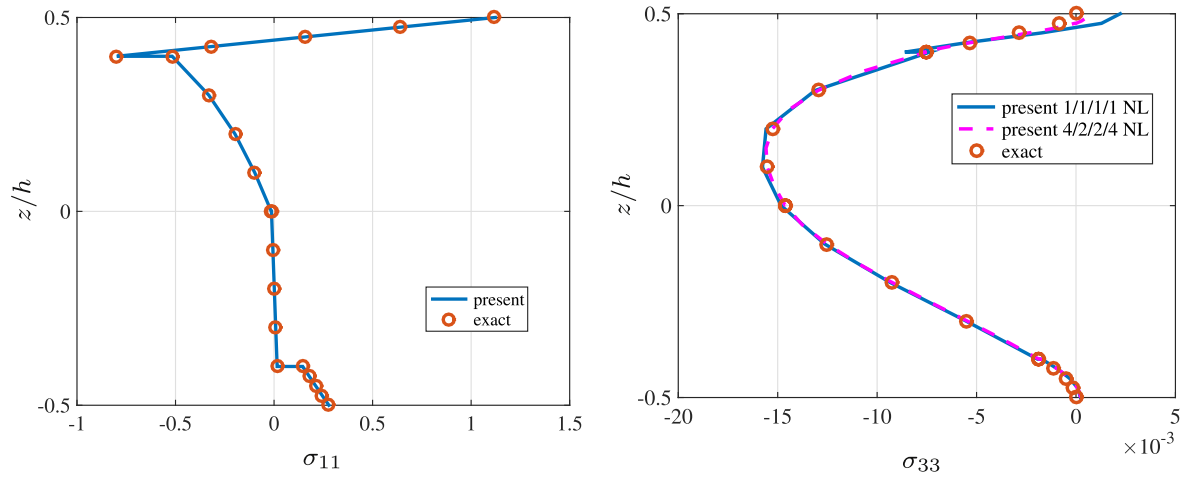 0.5
0
-0.5
z/h
-1
-0.5
0
0.5
1
1.5
σ11
present
exact
0.5
0
-0.5
z/h
-20
-15
-10
-5
0
5
×10-3
σ33
present 1/1/1/1 NL
present 4/2/2/4 NL
exact